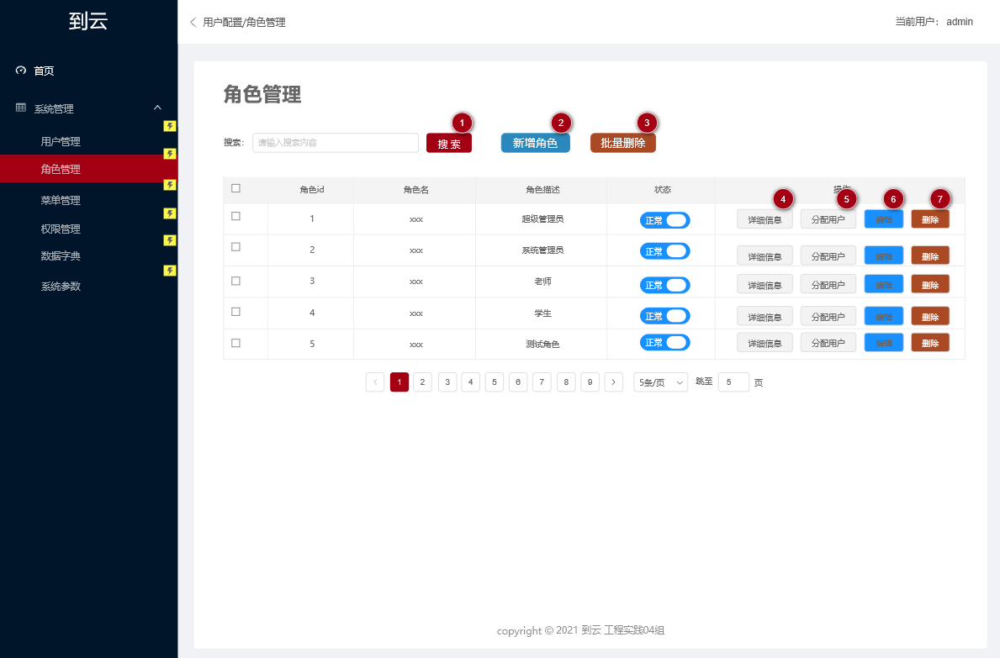 到云
用户配置/角色管理
当前用户： admin
首页
系统管理
用户管理
角色管理
菜单管理
权限管理
数据字典
系统参数
角色管理
1 2 3
搜索: 请输入搜索内容 搜 索 新增角色 批量删除
角色id 角色名 角色描述 状态 操作
4 5 6 7
1 xxx 超级管理员 正常 详细信息 分配用户 编辑 删除
2 xxx 系统管理员 正常 详细信息 分配用户 编辑 删除
3 xxx 老师 正常 详细信息 分配用户 编辑 删除
4 xxx 学生 正常 详细信息 分配用户 编辑 删除
5 xxx 测试角色 正常 详细信息 分配用户 编辑 删除
1 2 3 4 5 6 7 8 9 5条/页 跳至 5 页
copyright © 2021 到云 工程实践04组